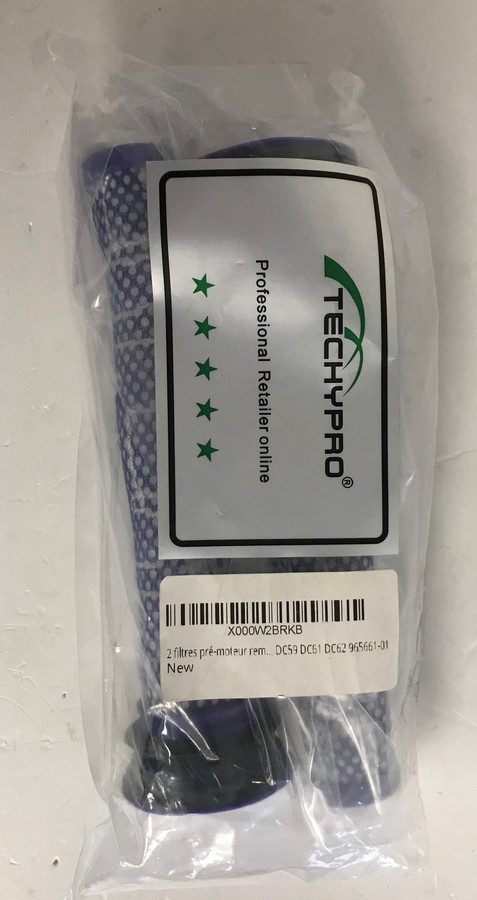 TECHYPRO®
Professional Retailer online
X000W2BRKB
2 filtres pré-moteur rem... DC59 DC61 DC62 965661-01
New